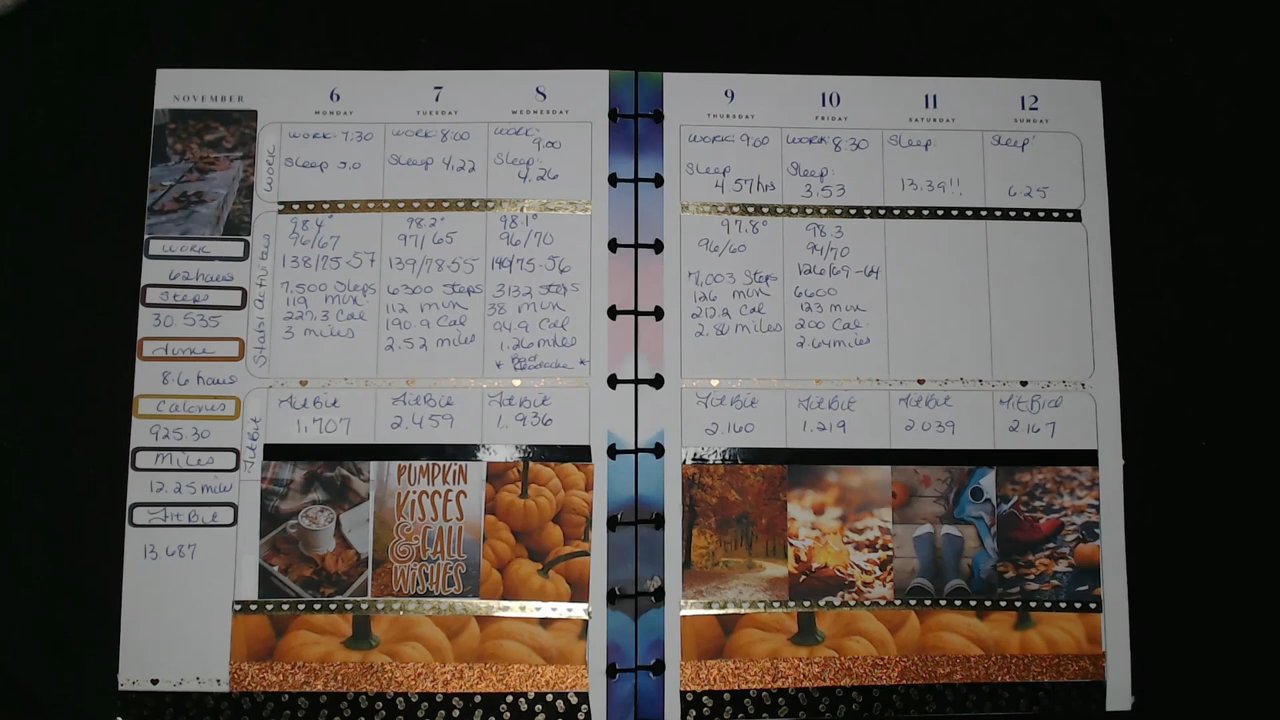 NOVEMBER
WORK
62 hours
Steps
30.535
Time
8.6 hours
Calories
925.30
Miles
12.25 miles
FitBit
13.687
WORK
Stats/Activities
FitBit
6
MONDAY
WORK: 7:30
Sleep 5.0
98.4°
96/67
138/75-57
7,500 Steps
119 min
227.3 Cal
3 miles
FitBit
1,707
7
TUESDAY
WORK: 8:00
Sleep 4.22
98.2°
97/65
139/78-55
6300 Steps
112 min
190.9 Cal
2.52 miles
FitBit
2.459
8
WEDNESDAY
WORK:
9:00
Sleep:
4.26
98.1°
96/70
140/75-56
3132 Steps
38 min
94.9 Cal
1.26 miles
* Bad Headache *
FitBit
1.936
PUMPKIN
KISSES
& FALL
WISHES
9
THURSDAY
WORK: 9:00
Sleep
4.57 hrs
97.8°
96/60
7,003 Steps
126 min
212.2 Cal
2.80 miles
FitBit
2.160
10
FRIDAY
WORK: 8:30
Sleep:
3.53
98.3
94/70
126/69-64
6600
123 min
200 Cal
2.64 miles
FitBit
1.219
11
SATURDAY
Sleep:
13.39!!
FitBit
2039
12
SUNDAY
Sleep:
6.25
FitBit
2.167